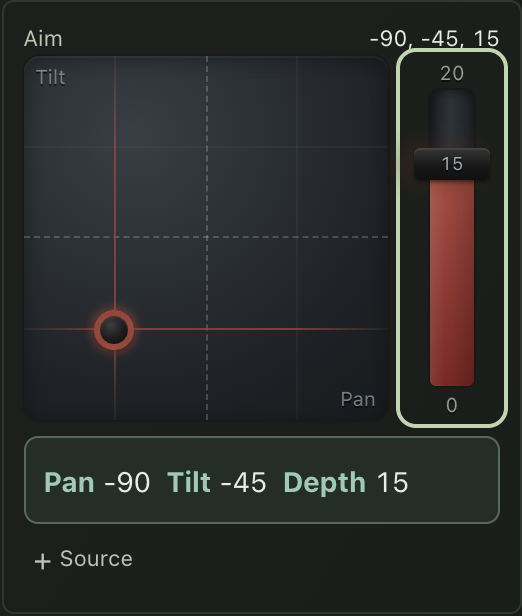 Aim
-90, -45, 15
Tilt
20
15
Pan
0
Pan -90 Tilt -45 Depth 15
+ Source